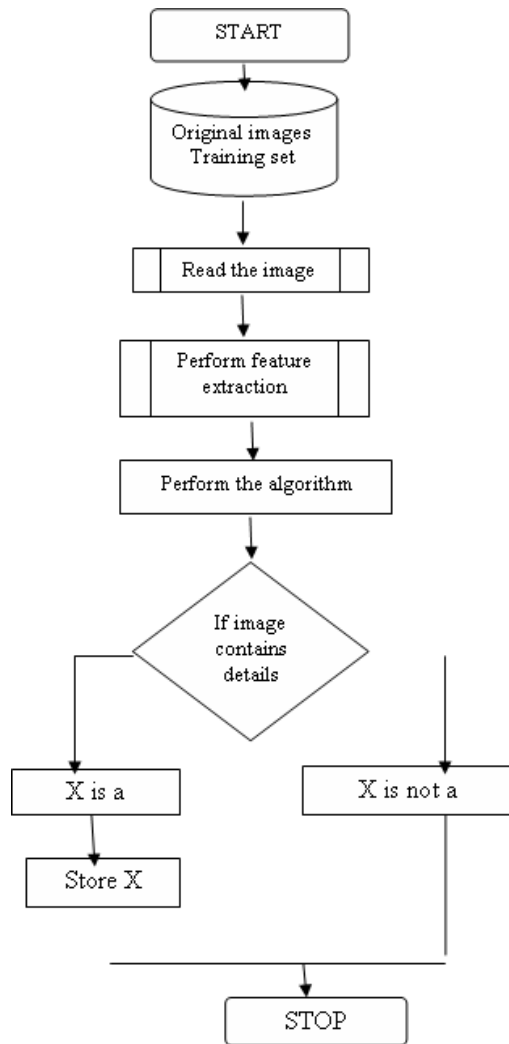 START
Original images
Training set
Read the image
Perform feature
extraction
Perform the algorithm
If image
contains
details
X is a
X is not a
Store X
STOP